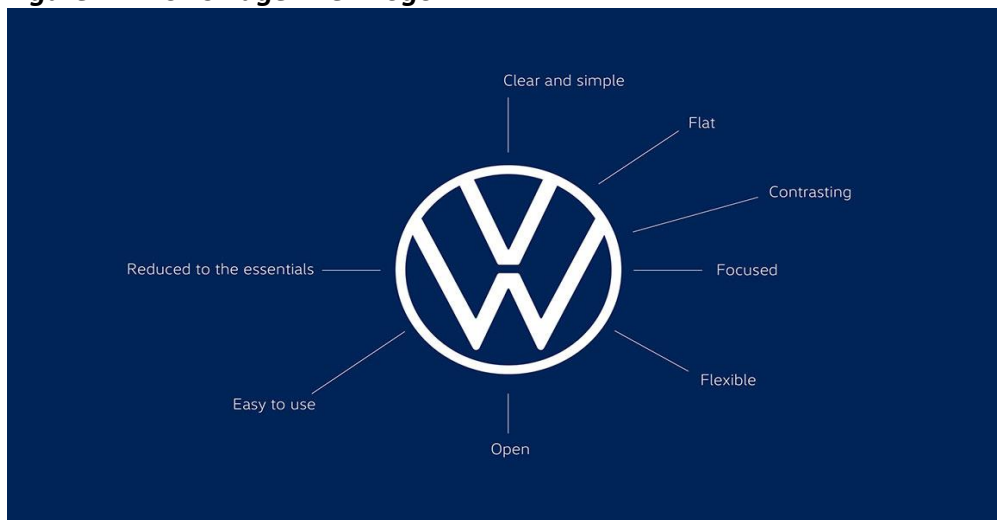 Clear and simple
Flat
Contrasting
Reduced to the essentials
Focused
Flexible
Easy to use
Open